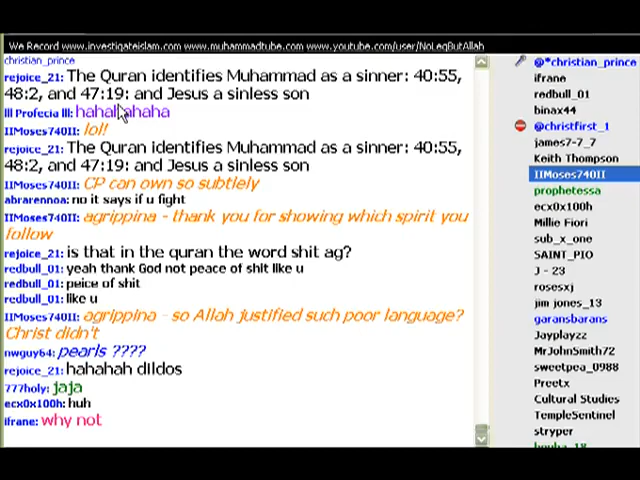 We Record www.investigateislam.com www.muhammadtube.com www.youtube.com/user/NoLeqButAllah
christian_prince
rejoice_21: The Quran identifies Muhammad as a sinner: 40:55,
48:2, and 47:19: and Jesus a sinless son
lll Profecia lll: hahahahaha
IIMoses740II: lol!
rejoice_21: The Quran identifies Muhammad as a sinner: 40:55,
48:2, and 47:19: and Jesus a sinless son
IIMoses740II: CP can own so subtlely
abrarennoa: no it says if u fight
IIMoses740II: agrippina - thank you for showing which spirit you
follow
rejoice_21: is that in the quran the word shit ag?
redbull_01: yeah thank God not peace of shit like u
redbull_01: peice of shit
redbull_01: like u
IIMoses740II: agrippina - so Allah justified such poor language?
Christ didn't
nwguy64: pearls ????
rejoice_21: hahahah dildos
777holy: jaja
ecx0x100h: huh
ifrane: why not
@*christian_prince
ifrane
redbull_01
binax44
@christfirst_1
james7-7_7
Keith Thompson
IIMoses740II
prophetessa
ecx0x100h
Millie Fiori
sub_x_one
SAINT_PIO
J - 23
rosesxj
jim jones_13
garansbarans
Jayplayzz
MrJohnSmith72
sweetpea_0988
Preetx
Cultural Studies
TempleSentinel
stryper